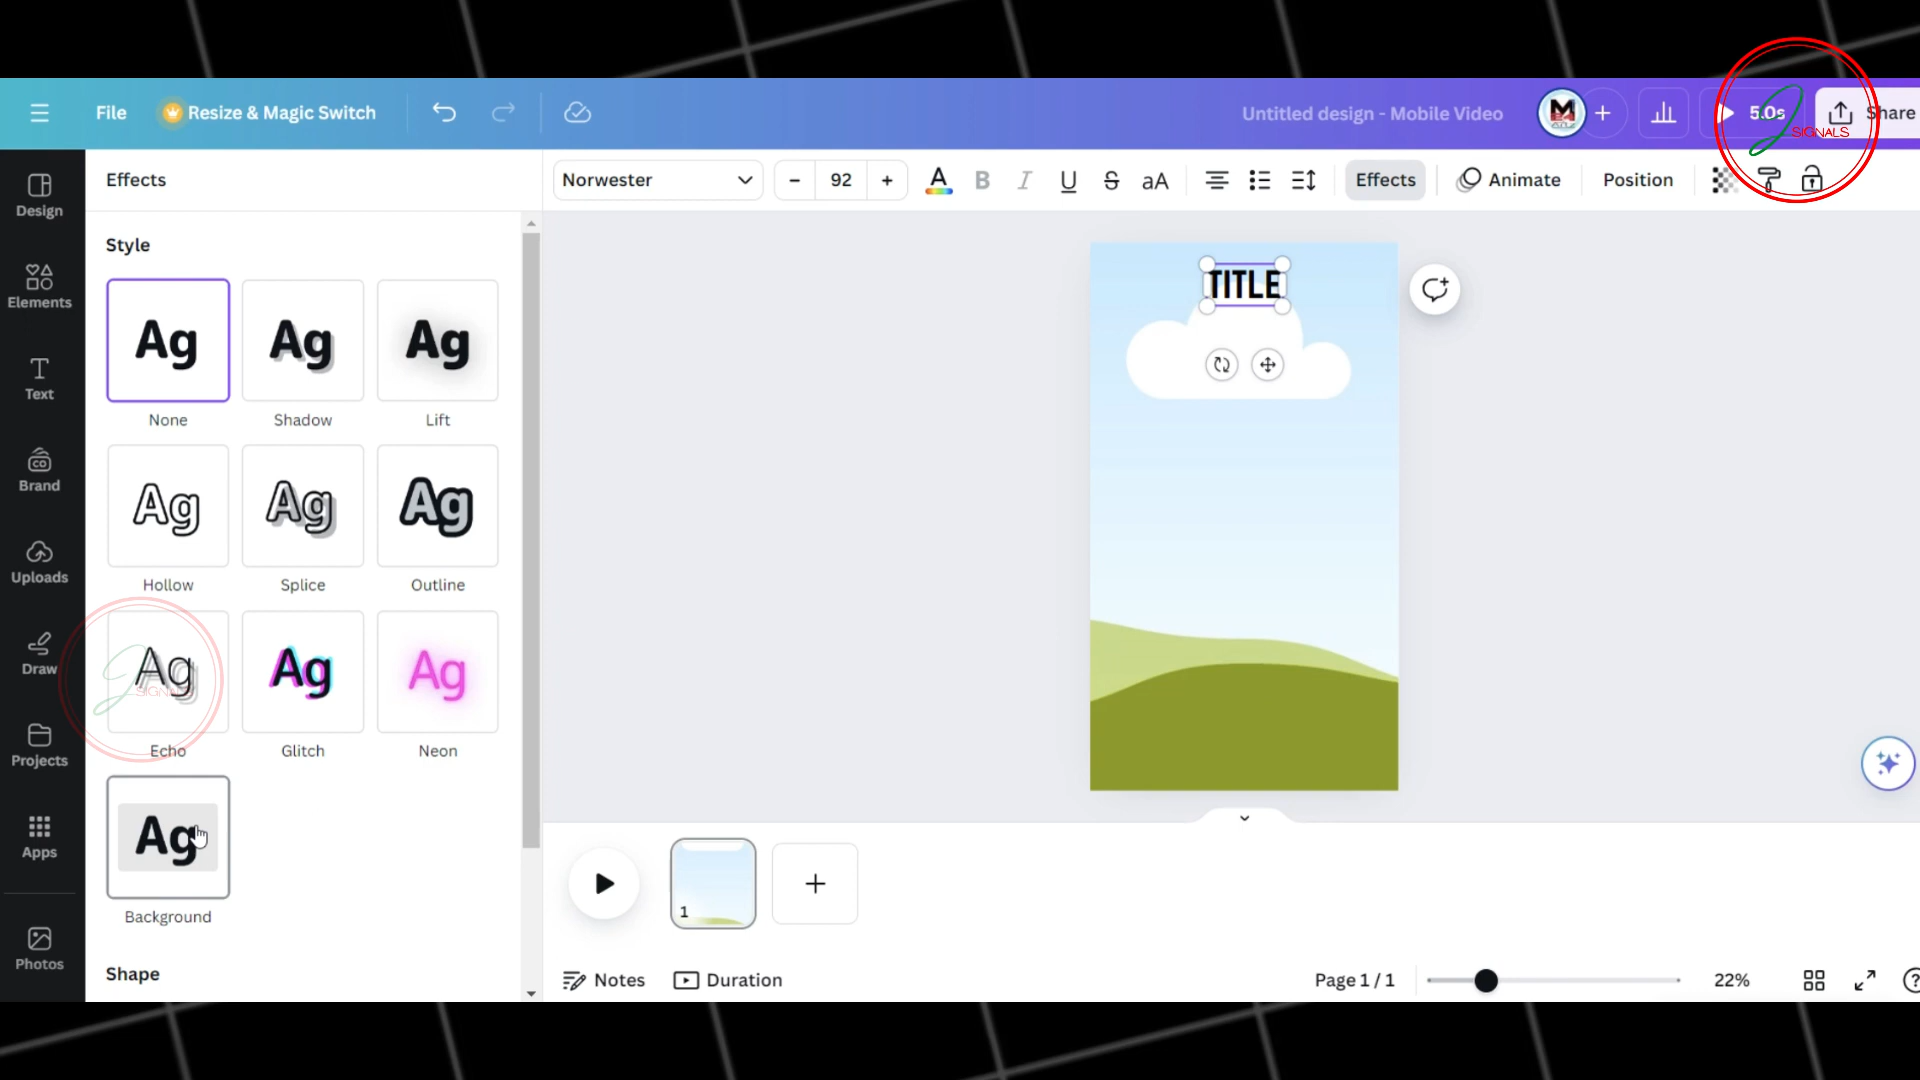 File
Resize & Magic Switch
Untitled design - Mobile Video
5.0s
Share
SIGNALS
Design
Elements
Text
Brand
Uploads
Draw
Projects
Apps
Photos
Effects
Norwester
92
A
B
I
U
S
aA
Effects
Animate
Position
Style
Ag
Ag
Ag
None
Shadow
Lift
Ag
Ag
Ag
Hollow
Splice
Outline
Ag
Ag
Ag
SIGNALS
Echo
Glitch
Neon
Ag
Background
Shape
TITLE
1
Notes
Duration
Page 1 / 1
22%